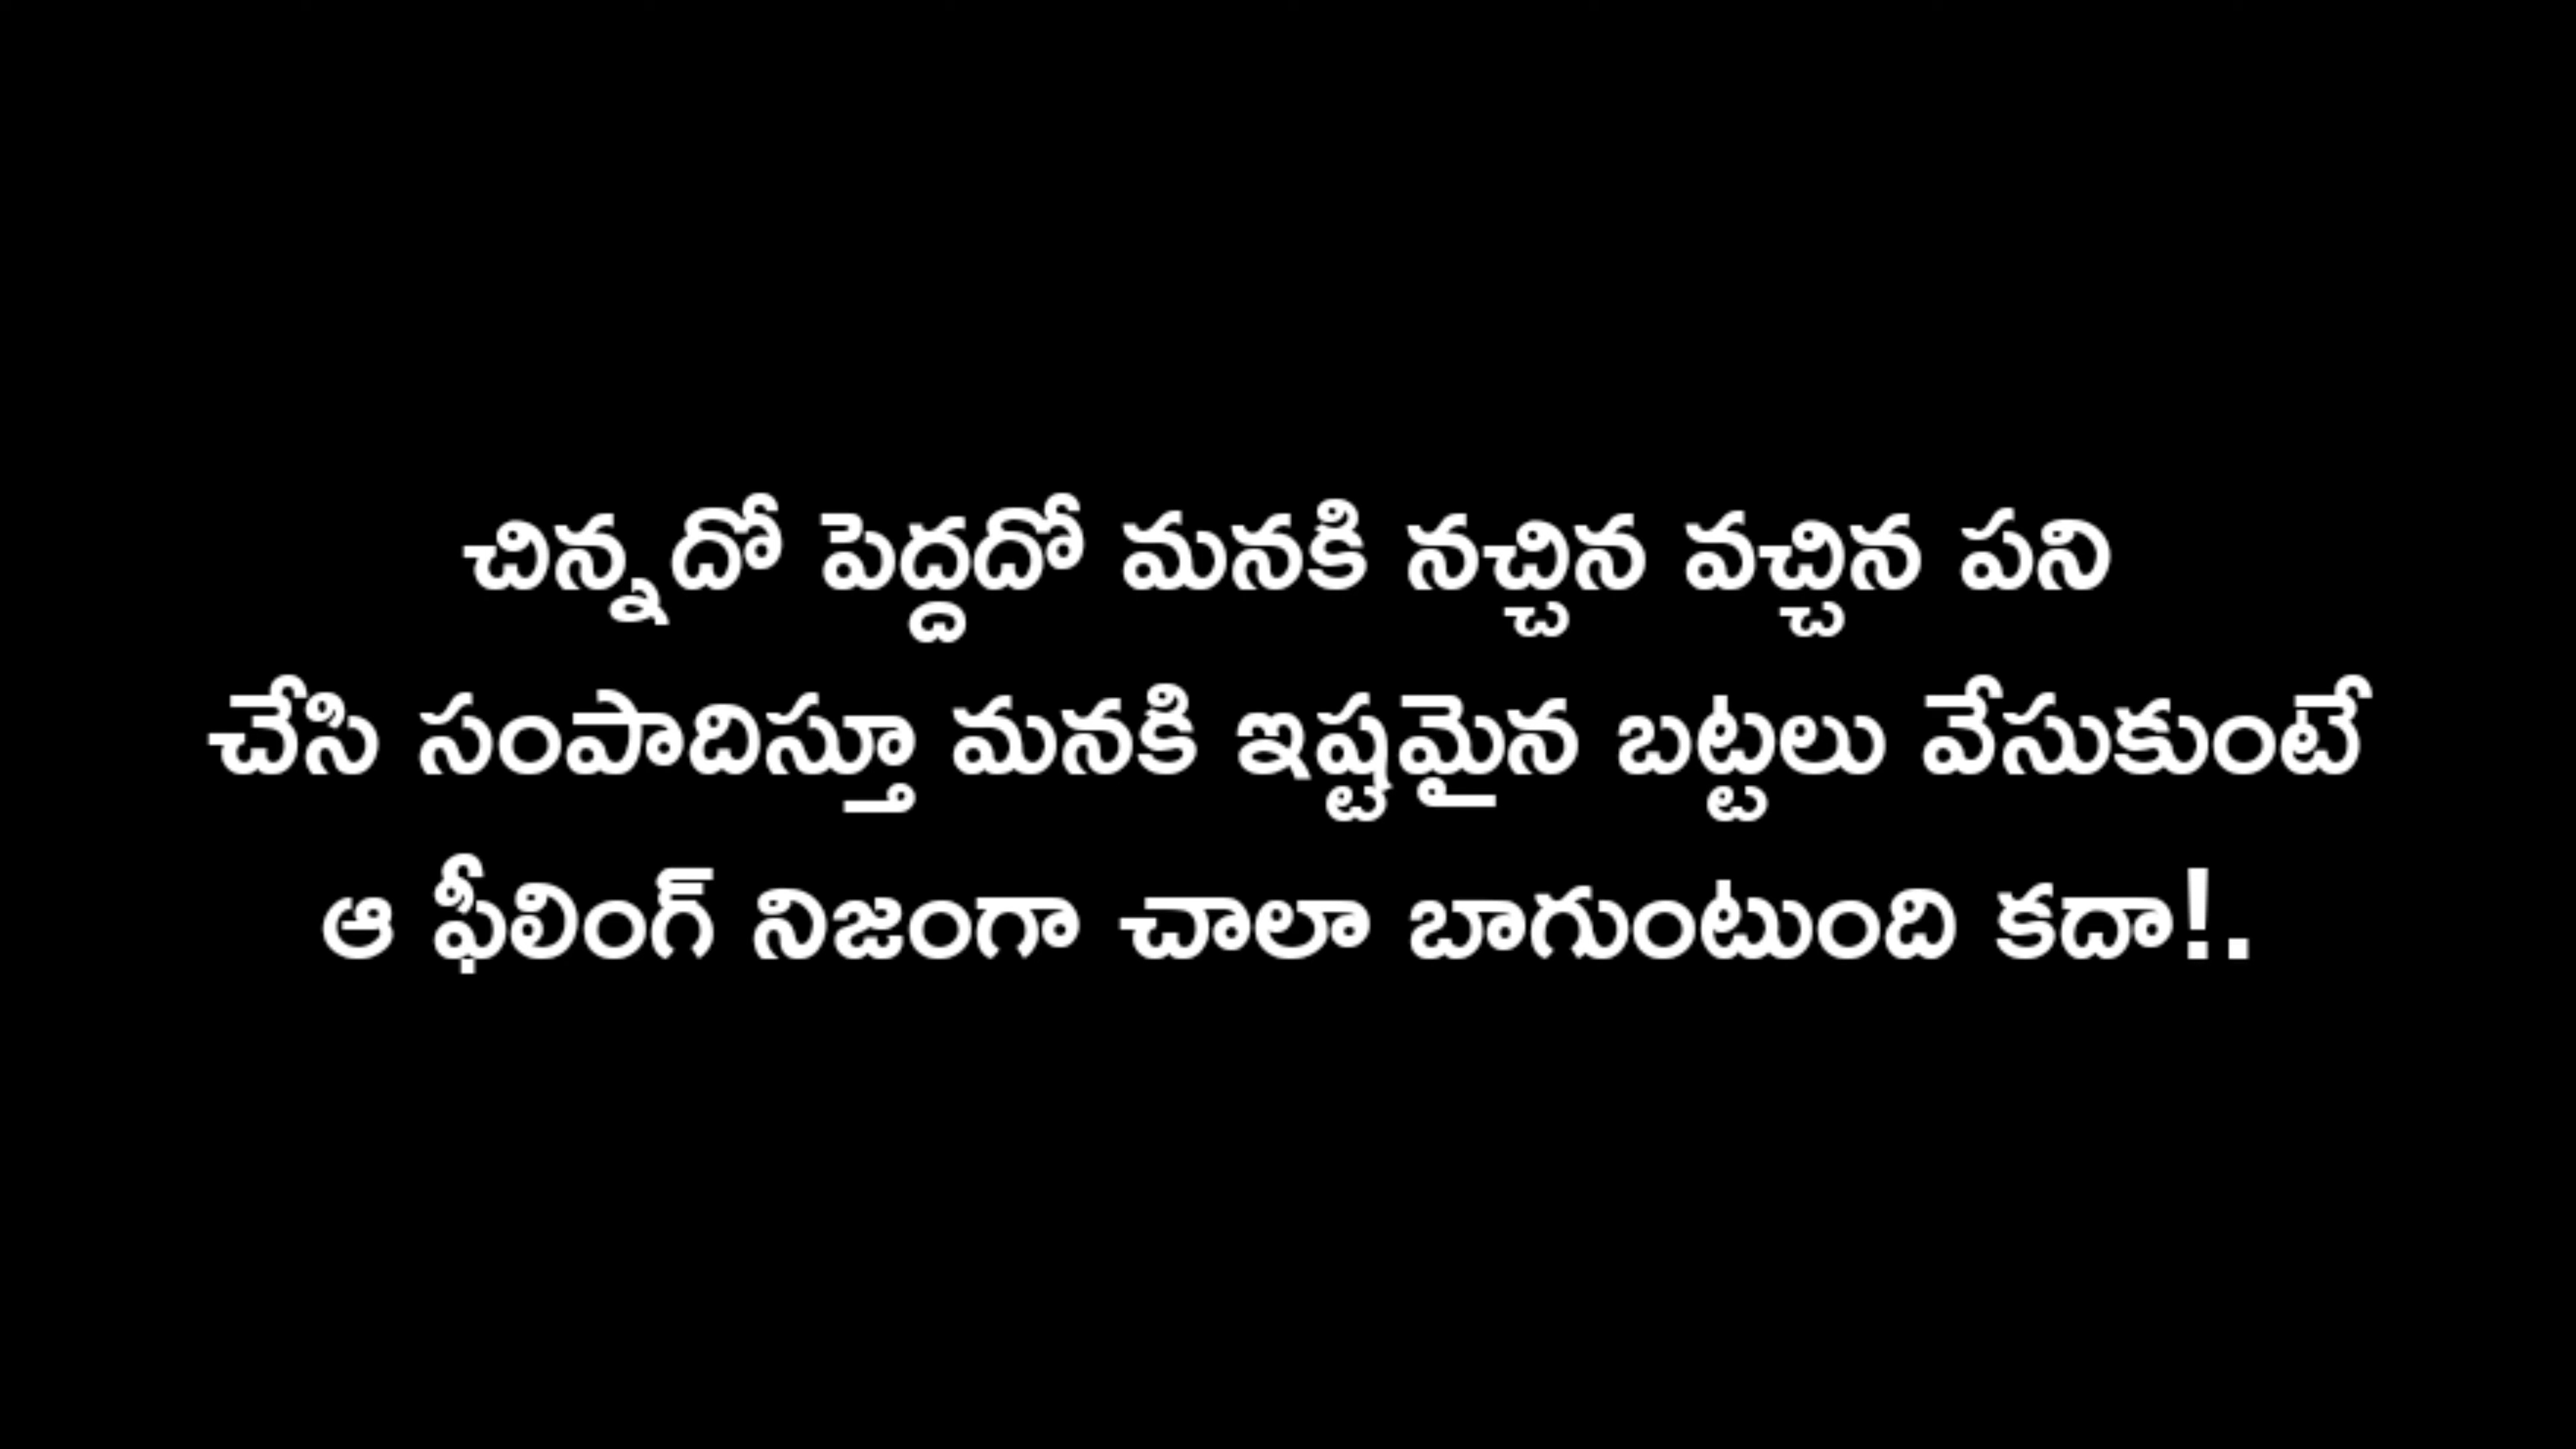 చిన్నదో పెద్దదో మనకి నచ్చిన వచ్చిన పని
చేసి సంపాదిస్తూ మనకి ఇష్టమైన బట్టలు వేసుకుంటే
ఆ ఫీలింగ్ నిజంగా చాలా బాగుంటుంది కదా!.